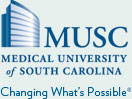 MUSC
MEDICAL UNIVERSITY
of SOUTH CAROLINA
Changing What's Possible®